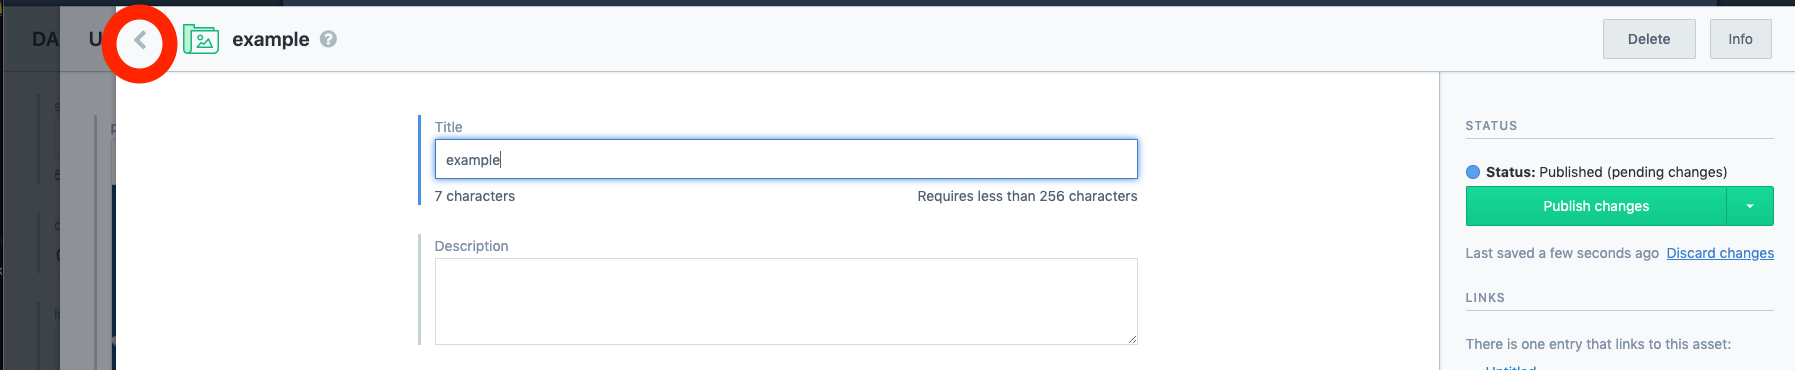 DA
U
example
Delete
Info
Title
example
7 characters
Requires less than 256 characters
Description
STATUS
Status: Published (pending changes)
Publish changes
Last saved a few seconds ago Discard changes
LINKS
There is one entry that links to this asset:
Untitled